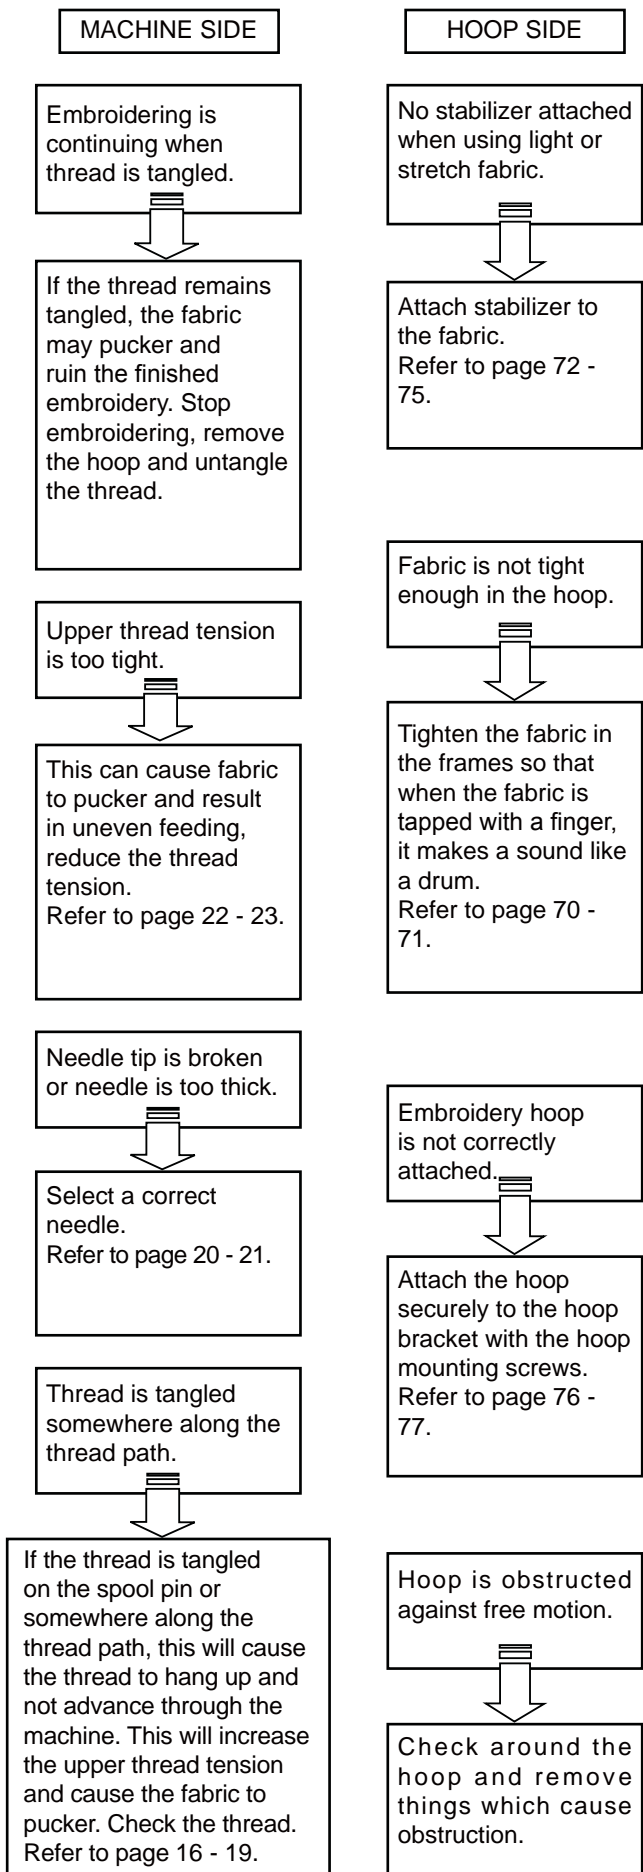 MACHINE SIDE
Embroidering is
continuing when
thread is tangled.
If the thread remains
tangled, the fabric
may pucker and
ruin the finished
embroidery. Stop
embroidering, remove
the hoop and untangle
the thread.
Upper thread tension
is too tight.
This can cause fabric
to pucker and result
in uneven feeding,
reduce the thread
tension.
Refer to page 22 - 23.
Needle tip is broken
or needle is too thick.
Select a correct
needle.
Refer to page 20 - 21.
Thread is tangled
somewhere along the
thread path.
If the thread is tangled
on the spool pin or
somewhere along the
thread path, this will cause
the thread to hang up and
not advance through the
machine. This will increase
the upper thread tension
and cause the fabric to
pucker. Check the thread.
Refer to page 16 - 19.
HOOP SIDE
No stabilizer attached
when using light or
stretch fabric.
Attach stabilizer to
the fabric.
Refer to page 72 -
75.
Fabric is not tight
enough in the hoop.
Tighten the fabric in
the frames so that
when the fabric is
tapped with a finger,
it makes a sound like
a drum.
Refer to page 70 -
71.
Embroidery hoop
is not correctly
attached.
Attach the hoop
securely to the hoop
bracket with the hoop
mounting screws.
Refer to page 76 -
77.
Hoop is obstructed
against free motion.
Check around the
hoop and remove
things which cause
obstruction.